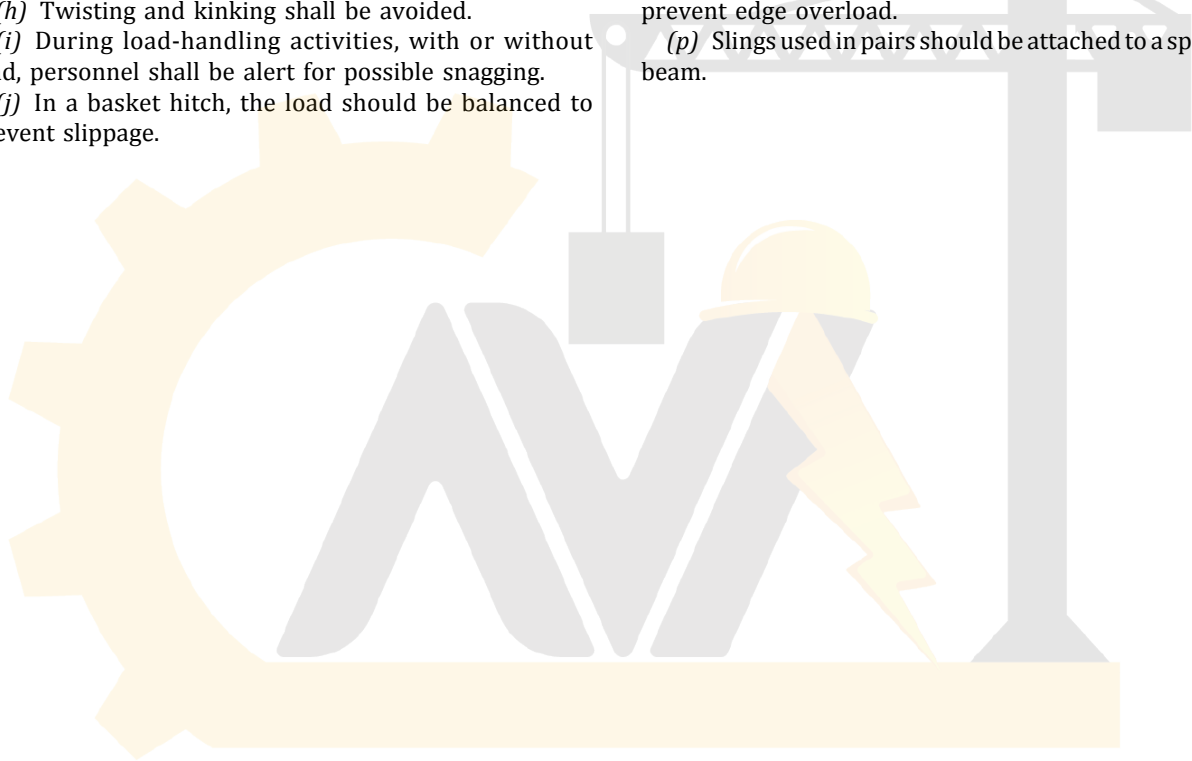 (h) Twisting and kinking shall be avoided.
(i) During load-handling activities, with or without
d, personnel shall be alert for possible snagging.
(j) In a basket hitch, the load should be balanced to
event slippage.
prevent edge overload.
(p) Slings used in pairs should be attached to a sp
beam.